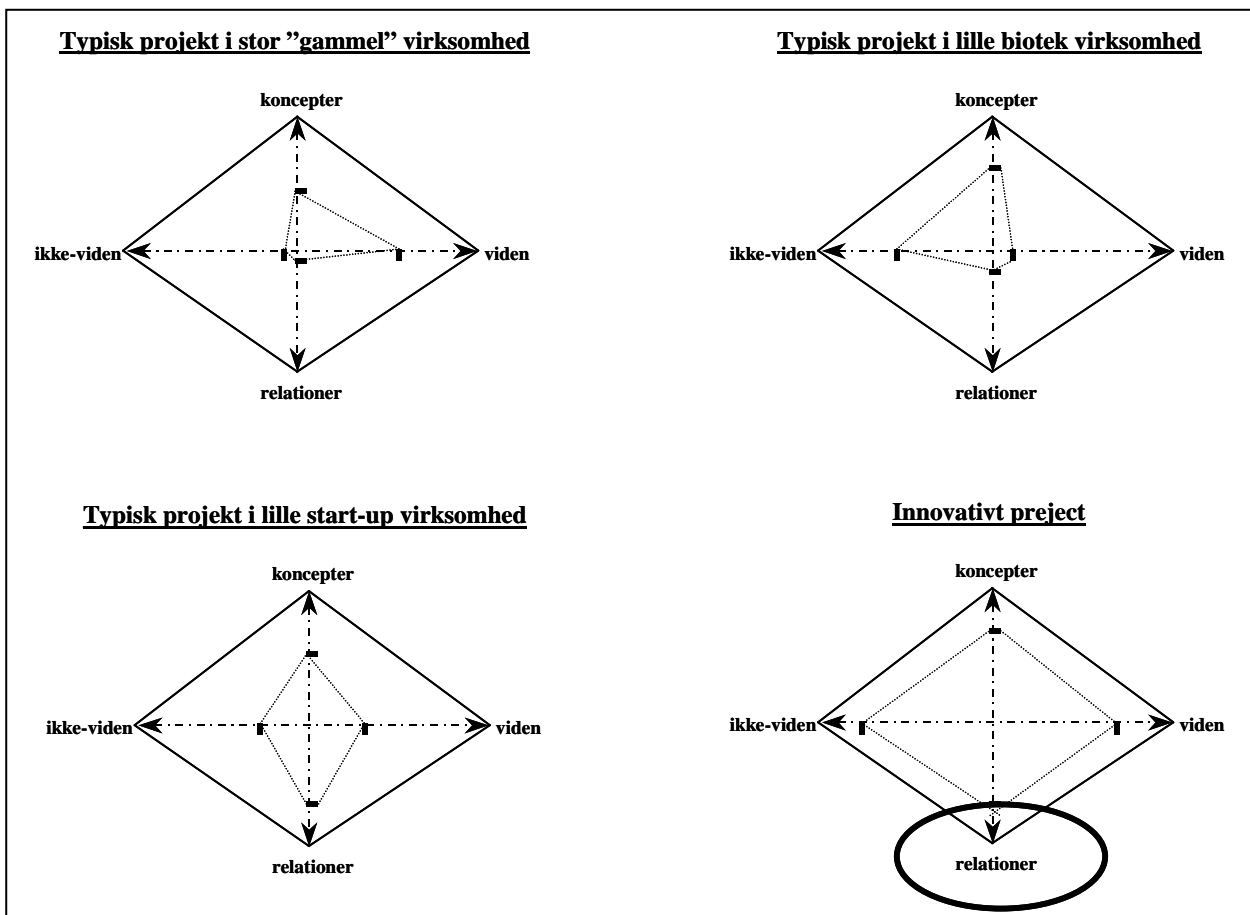 Typisk projekt i stor ”gammel” virksomhed
koncepter
ikke-viden
viden
relationer
Typisk projekt i lille biotek virksomhed
koncepter
ikke-viden
viden
relationer
Typisk projekt i lille start-up virksomhed
koncepter
ikke-viden
viden
relationer
Innovativt preject
koncepter
ikke-viden
viden
relationer